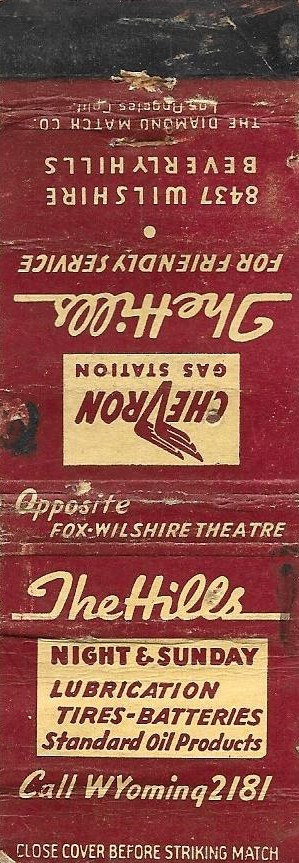 The Hills
FOR FRIENDLY SERVICE
8437 WILSHIRE
BEVERLY HILLS
THE DIAMOND MATCH CO.
Los Angeles, Calif.
CHEVRON
GAS STATION
Opposite
FOX-WILSHIRE THEATRE
The Hills
NIGHT & SUNDAY
LUBRICATION
TIRES-BATTERIES
Standard Oil Products
Call WYoming 2181
CLOSE COVER BEFORE STRIKING MATCH